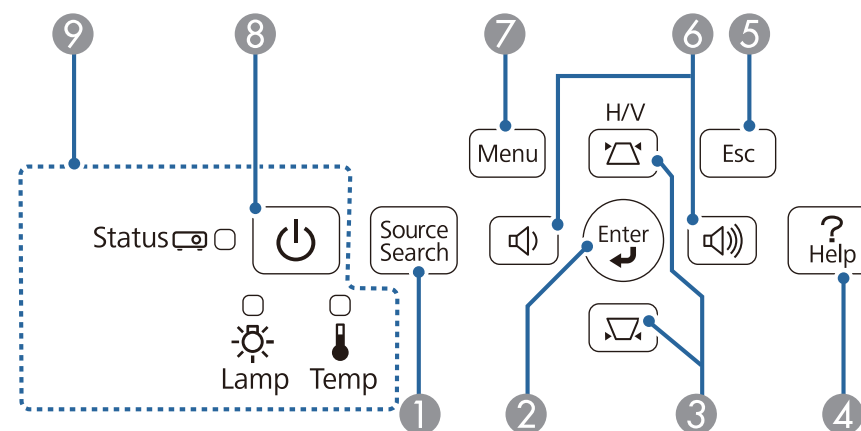 9
8
7
6
5
H/V
Menu
Esc
Status
Source
Search
Enter
?
Help
Lamp
Temp
1
2
3
4